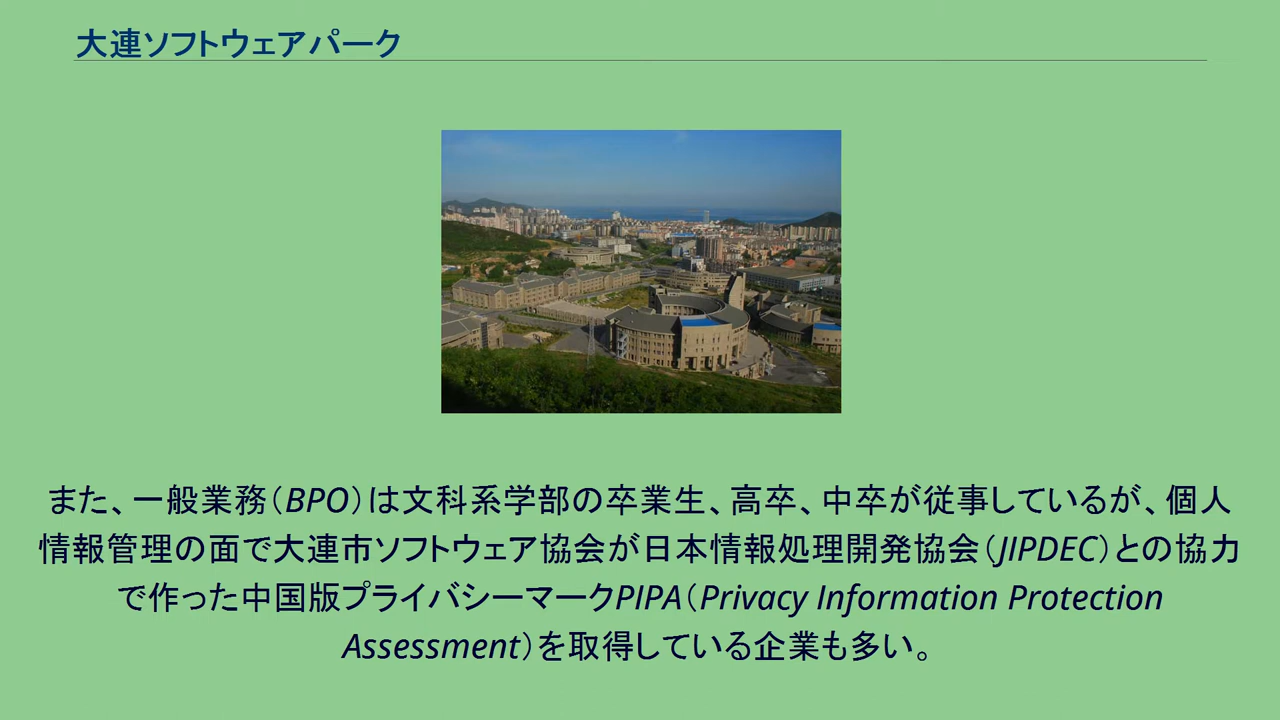 大連ソフトウェアパーク
また、一般業務（BPO）は文科系学部の卒業生、高卒、中卒が従事しているが、個人
情報管理の面で大連市ソフトウェア協会が日本情報処理開発協会（JIPDEC）との協力
で作った中国版プライバシーマークPIPA（Privacy Information Protection
Assessment）を取得している企業も多い。